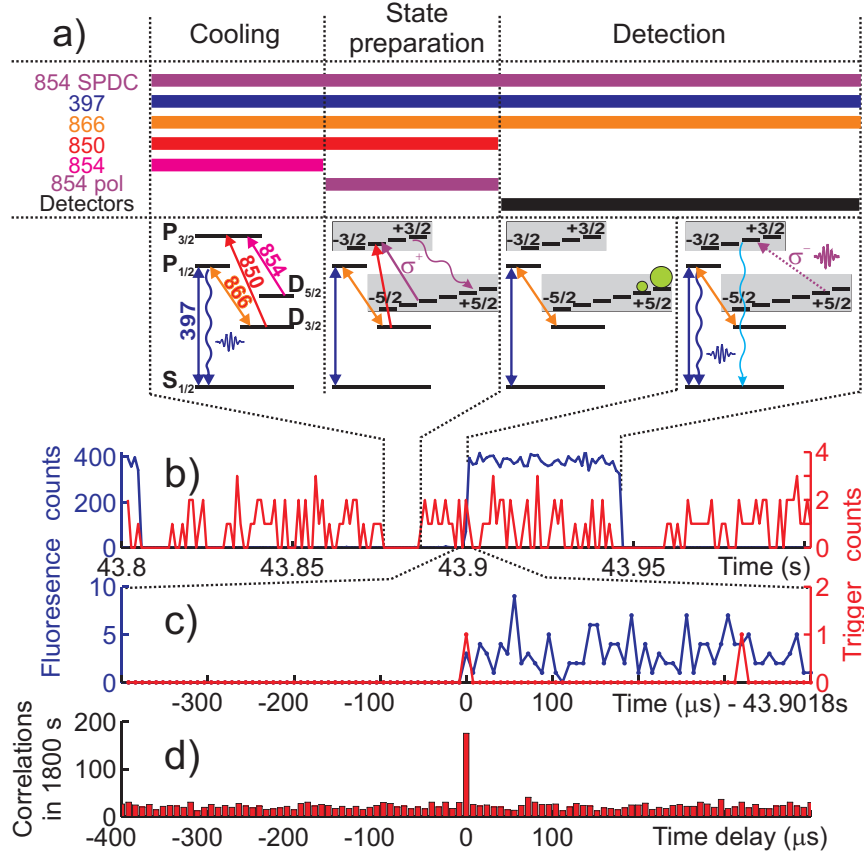 a)
Cooling
State preparation
Detection
854 SPDC
397
866
850
854
854 pol
Detectors
P3/2
P1/2
D5/2
D3/2
S1/2
397
866
850
854
-3/2 +3/2
σ+
-5/2 +5/2
-3/2 +3/2
-5/2 +5/2
-3/2 +3/2
σ−
-5/2 +5/2
b)
Fluoresence counts
400
200
0
4
2
0
Trigger counts
43.8 43.85 43.9 43.95 Time (s)
c)
10
5
0
2
1
0
-300 -200 -100 0 100 Time (μs) - 43.9018s
d)
Correlations
in 1800 s
200
100
0
-400 -300 -200 -100 0 100 Time delay (μs)